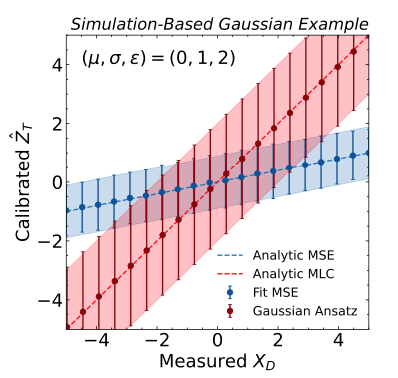 Simulation-Based Gaussian Example
(μ, σ, ε) = (0, 1, 2)
Calibrated Ẑ_T
4
2
0
−2
−4
Analytic MSE
Analytic MLC
Fit MSE
Gaussian Ansatz
−4 −2 0 2 4
Measured X_D